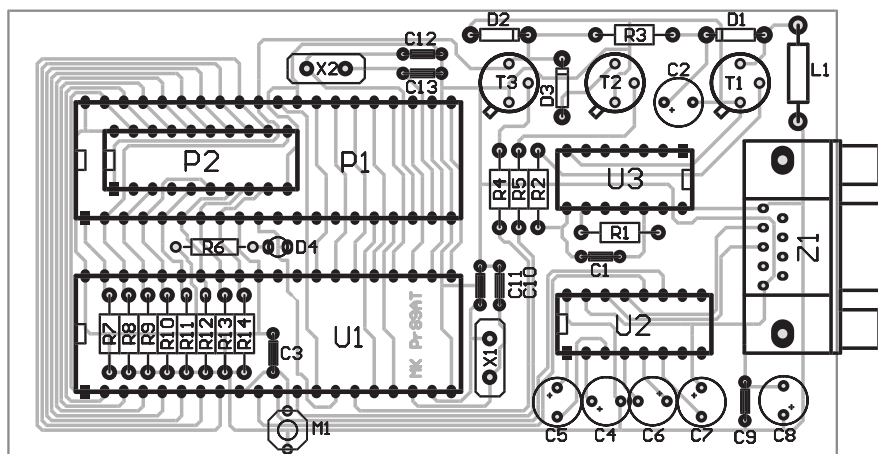 D2
R3
D1
C12
X2
C13
T3
D3
T2
C2
T1
L1
P2
P1
R4
R5
R2
U3
R6
D4
R1
C1
Z1
C11
C10
R7
R8
R9
R10
R11
R12
R13
R14
C3
U1
X1
U2
M1
C5
C4
C6
C7
C9
C8